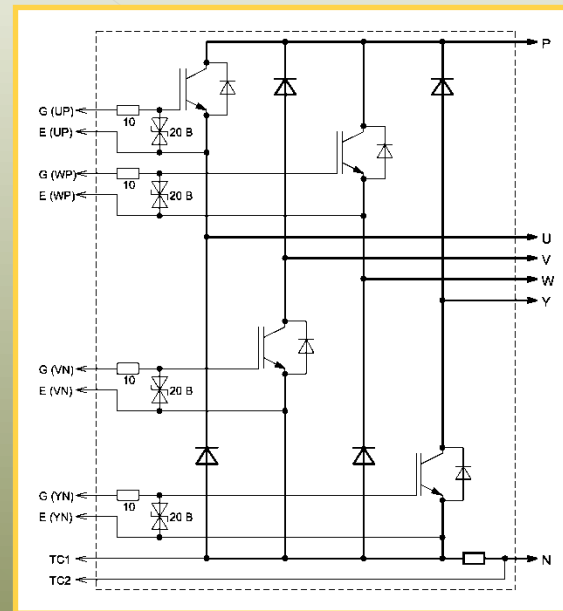 P
G (UP)
10
E (UP)
20 В
G (WP)
10
E (WP)
20 В
U
V
W
Y
G (VN)
10
E (VN)
20 В
G (YN)
10
E (YN)
20 В
TC1
N
TC2